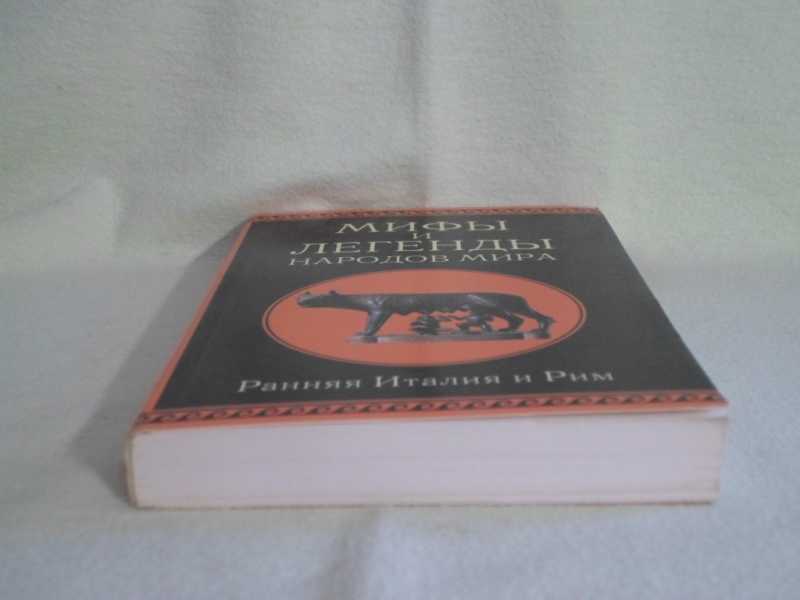 МИФЫ
И
ЛЕГЕНДЫ
НАРОДОВ МИРА
Ранняя Италия и Рим